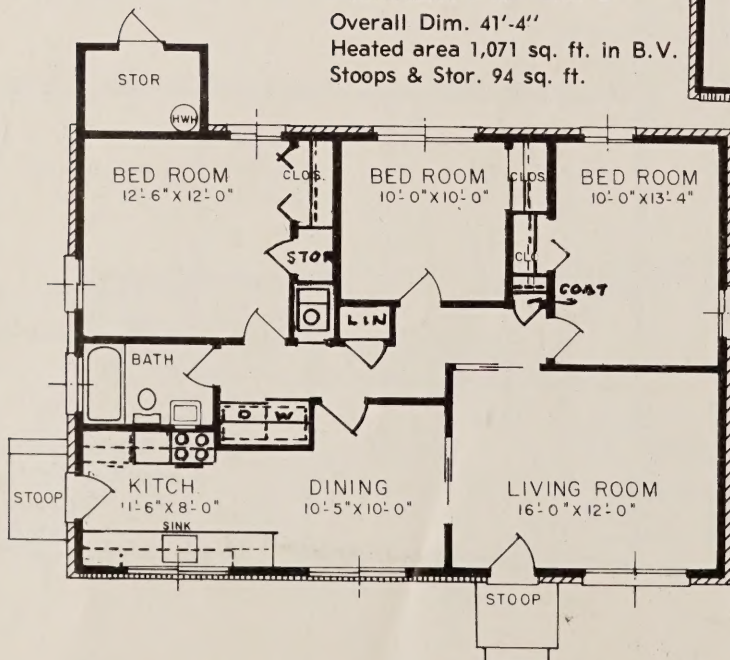 Overall Dim. 41'-4"
Heated area 1,071 sq. ft. in B.V.
Stoops & Stor. 94 sq. ft.
STOR
HWH
BED ROOM
12'-6" X 12'-0"
CLOS.
BED ROOM
10'-0" X 10'-0"
CLOS.
BED ROOM
10'-0" X 13'-4"
STOR
CLO
COAT
LIN
BATH
D W
STOOP
KITCH.
11'-6" X 8'-0"
SINK
DINING
10'-5" X 10'-0"
LIVING ROOM
16'-0" X 12'-0"
STOOP